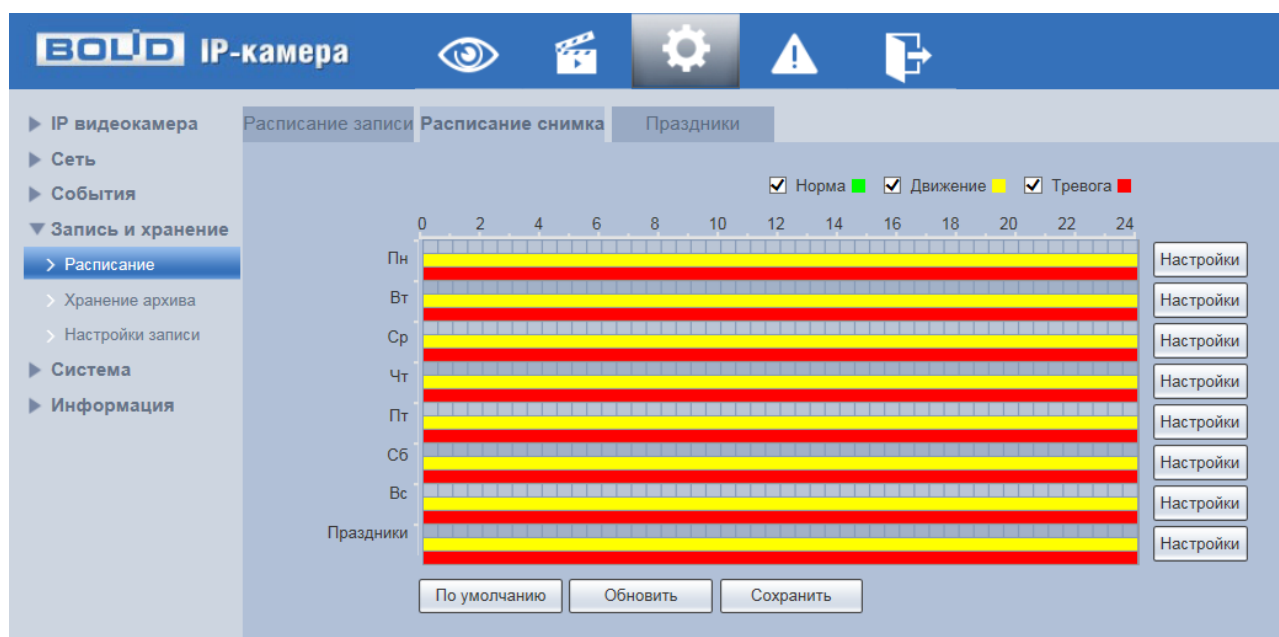 BOLID IP-камера
IP видеокамера
Сеть
События
Запись и хранение
Расписание
Хранение архива
Настройки записи
Система
Информация
Расписание записи Расписание снимка Праздники
Норма Движение Тревога
0 2 4 6 8 10 12 14 16 18 20 22 24
Пн Настройки
Вт Настройки
Ср Настройки
Чт Настройки
Пт Настройки
Сб Настройки
Вс Настройки
Праздники Настройки
По умолчанию Обновить Сохранить